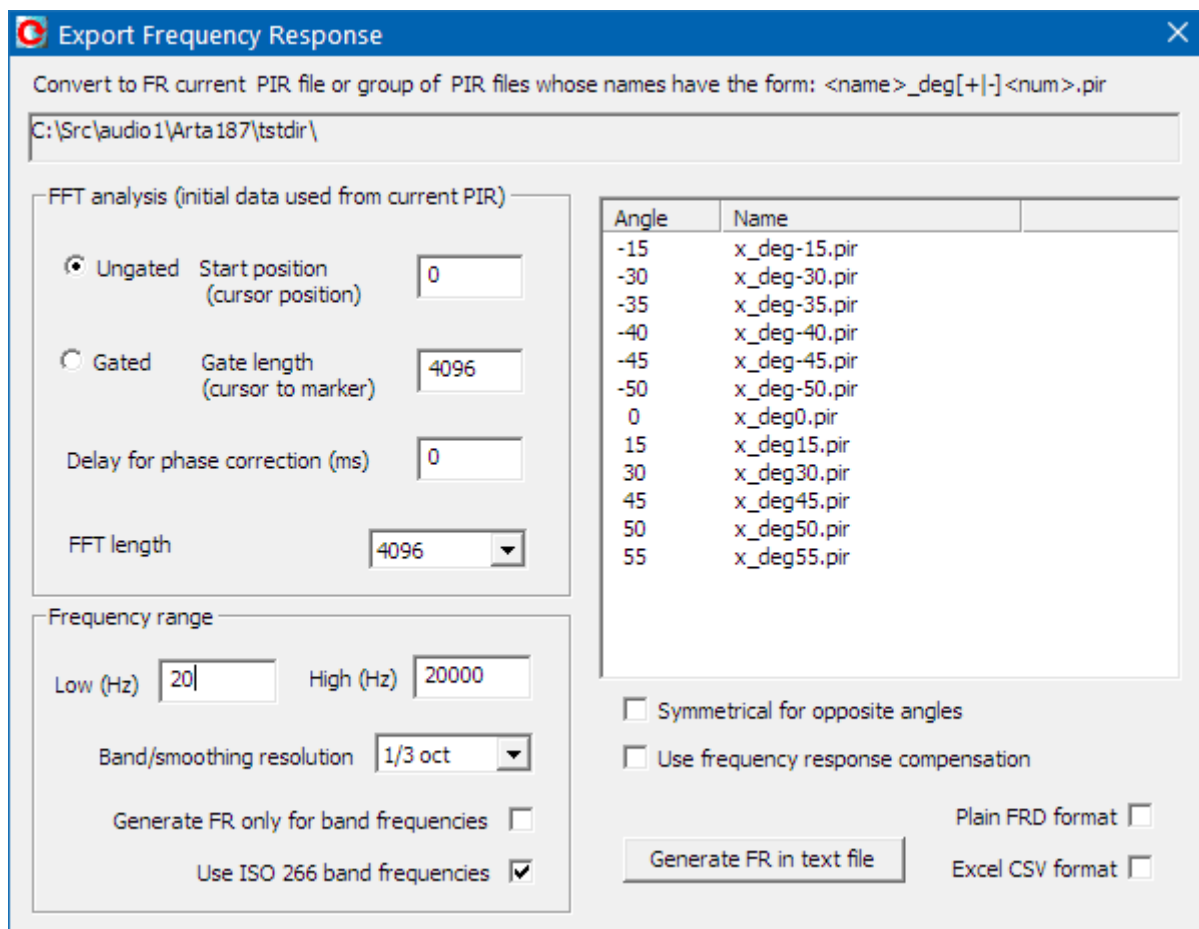 Export Frequency Response
Convert to FR current PIR file or group of PIR files whose names have the form: <name>_deg[+|-]<num>.pir
C:\Src\audio1\Arta187\tstdir\
FFT analysis (initial data used from current PIR)
Ungated Start position 0
(cursor position)
Gated Gate length 4096
(cursor to marker)
Delay for phase correction (ms) 0
FFT length 4096
Frequency range
Low (Hz) 20 High (Hz) 20000
Band/smoothing resolution 1/3 oct
Generate FR only for band frequencies
Use ISO 266 band frequencies
Angle Name
-15 x_deg-15.pir
-30 x_deg-30.pir
-35 x_deg-35.pir
-40 x_deg-40.pir
-45 x_deg-45.pir
-50 x_deg-50.pir
0 x_deg0.pir
15 x_deg15.pir
30 x_deg30.pir
45 x_deg45.pir
50 x_deg50.pir
55 x_deg55.pir
Symmetrical for opposite angles
Use frequency response compensation
Plain FRD format
Generate FR in text file
Excel CSV format